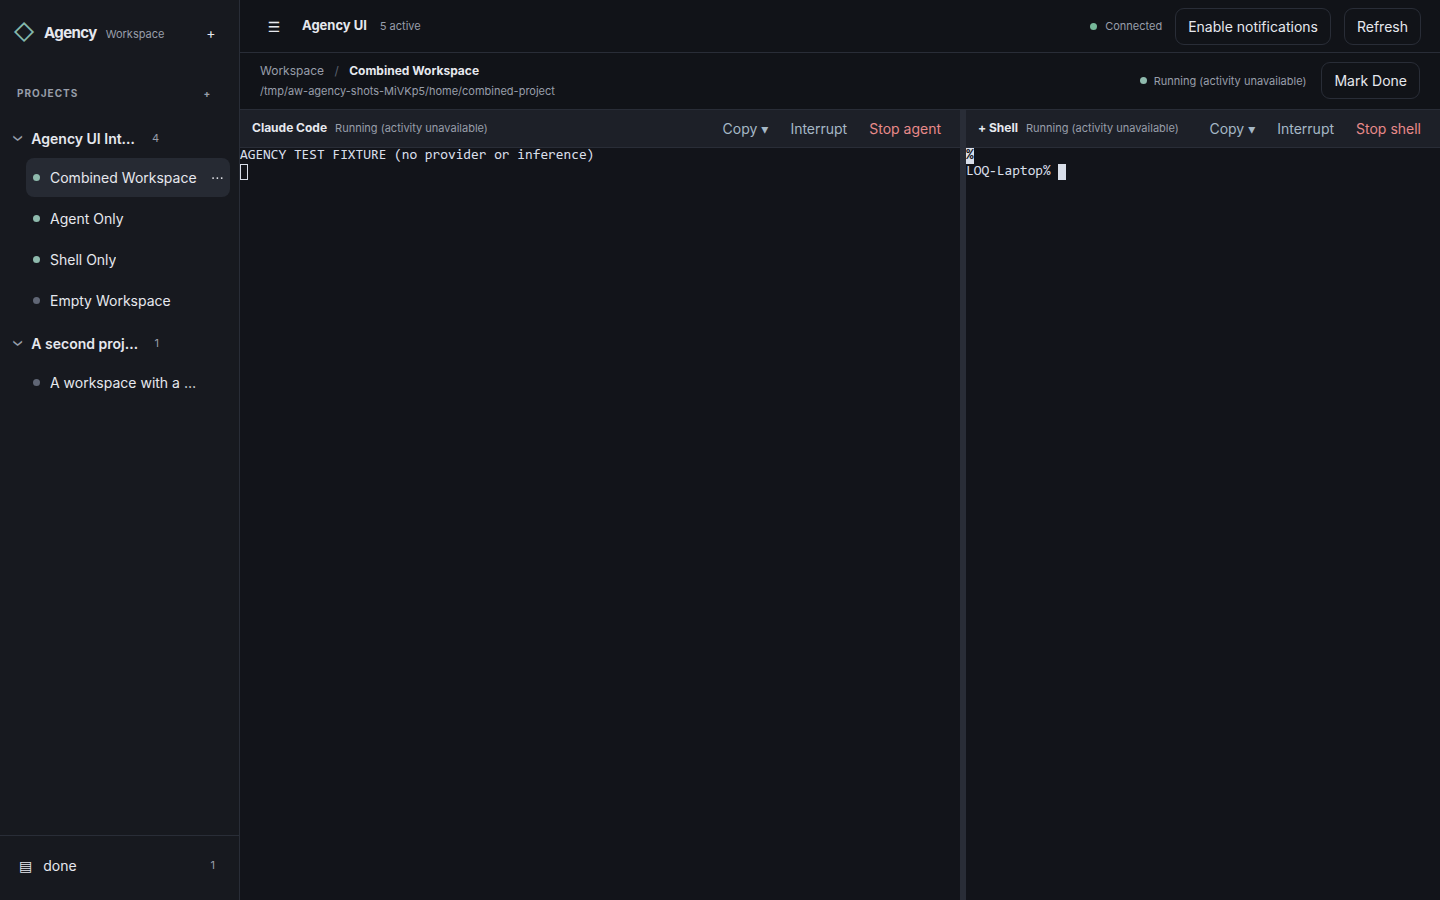 Agency Workspace +
PROJECTS +
Agency UI Int... 4
Combined Workspace ...
Agent Only
Shell Only
Empty Workspace
A second proj... 1
A workspace with a ...
done 1
☰ Agency UI 5 active
Connected Enable notifications Refresh
Workspace / Combined Workspace
/tmp/aw-agency-shots-MiVKp5/home/combined-project
Running (activity unavailable) Mark Done
Claude Code Running (activity unavailable) Copy ▾ Interrupt Stop agent
AGENCY TEST FIXTURE (no provider or inference)
+ Shell Running (activity unavailable) Copy ▾ Interrupt Stop shell
%
LOQ-Laptop%